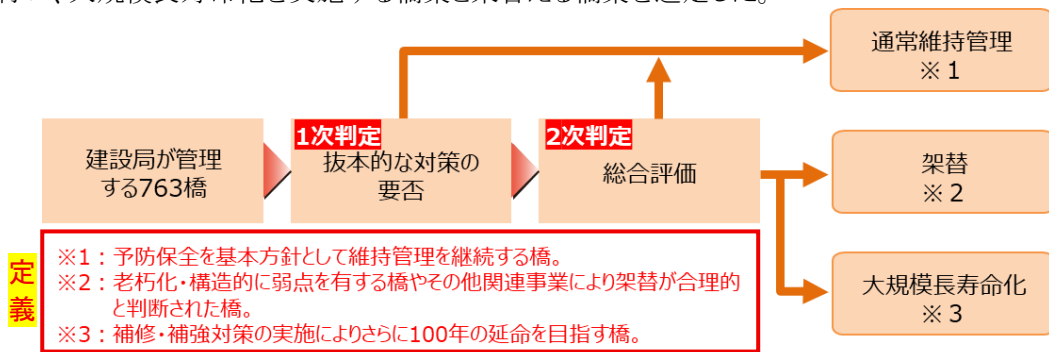 通常維持管理
※1
1次判定
2次判定
建設局が管理
する763橋
抜本的な対策の
要否
総合評価
架替
※2
定義
※1：予防保全を基本方針として維持管理を継続する橋。
※2：老朽化・構造的に弱点を有する橋やその他関連事業により架替が合理的
と判断された橋。
※3：補修・補強対策の実施によりさらに100年の延命を目指す橋。
大規模長寿命化
※3